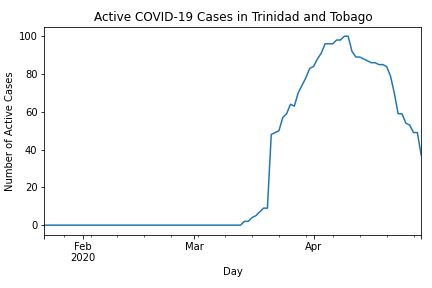 Active COVID-19 Cases in Trinidad and Tobago
Number of Active Cases
100
80
60
40
20
0
Feb
2020
Mar
Apr
Day